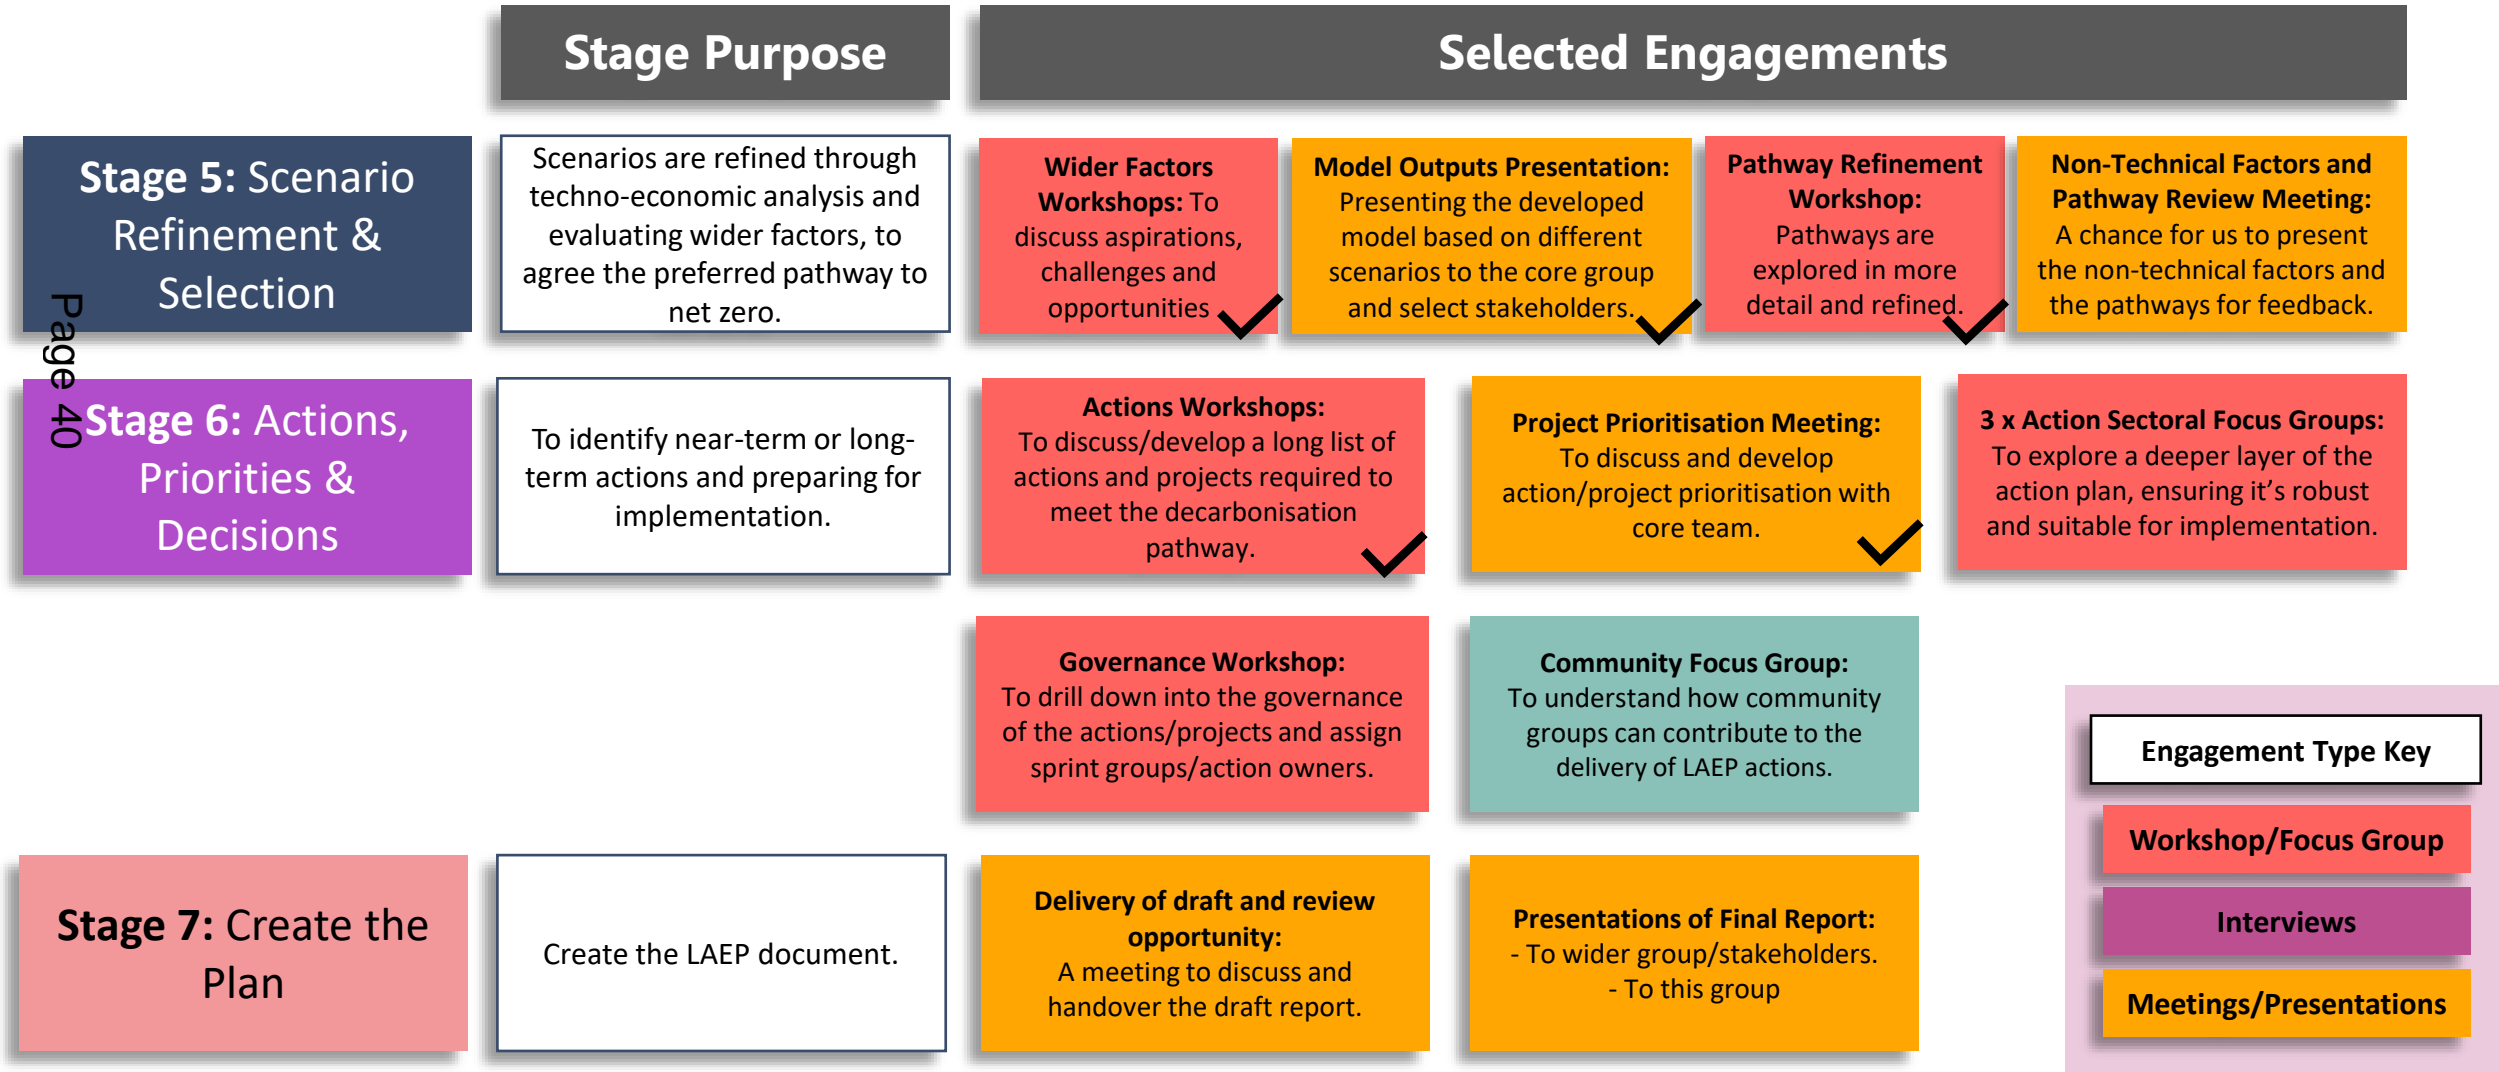 Stage Purpose
Selected Engagements
Stage 5: Scenario
Refinement &
Selection
Scenarios are refined through
techno-economic analysis and
evaluating wider factors, to
agree the preferred pathway to
net zero.
Wider Factors
Workshops: To
discuss aspirations,
challenges and
opportunities
Model Outputs Presentation:
Presenting the developed
model based on different
scenarios to the core group
and select stakeholders.
Pathway Refinement
Workshop:
Pathways are
explored in more
detail and refined.
Non-Technical Factors and
Pathway Review Meeting:
A chance for us to present
the non-technical factors and
the pathways for feedback.
Page 40
Stage 6: Actions,
Priorities &
Decisions
To identify near-term or long-
term actions and preparing for
implementation.
Actions Workshops:
To discuss/develop a long list of
actions and projects required to
meet the decarbonisation
pathway.
Project Prioritisation Meeting:
To discuss and develop
action/project prioritisation with
core team.
3 x Action Sectoral Focus Groups:
To explore a deeper layer of the
action plan, ensuring it’s robust
and suitable for implementation.
Governance Workshop:
To drill down into the governance
of the actions/projects and assign
sprint groups/action owners.
Community Focus Group:
To understand how community
groups can contribute to the
delivery of LAEP actions.
Stage 7: Create the
Plan
Create the LAEP document.
Delivery of draft and review
opportunity:
A meeting to discuss and
handover the draft report.
Presentations of Final Report:
- To wider group/stakeholders.
- To this group
Engagement Type Key
Workshop/Focus Group
Interviews
Meetings/Presentations